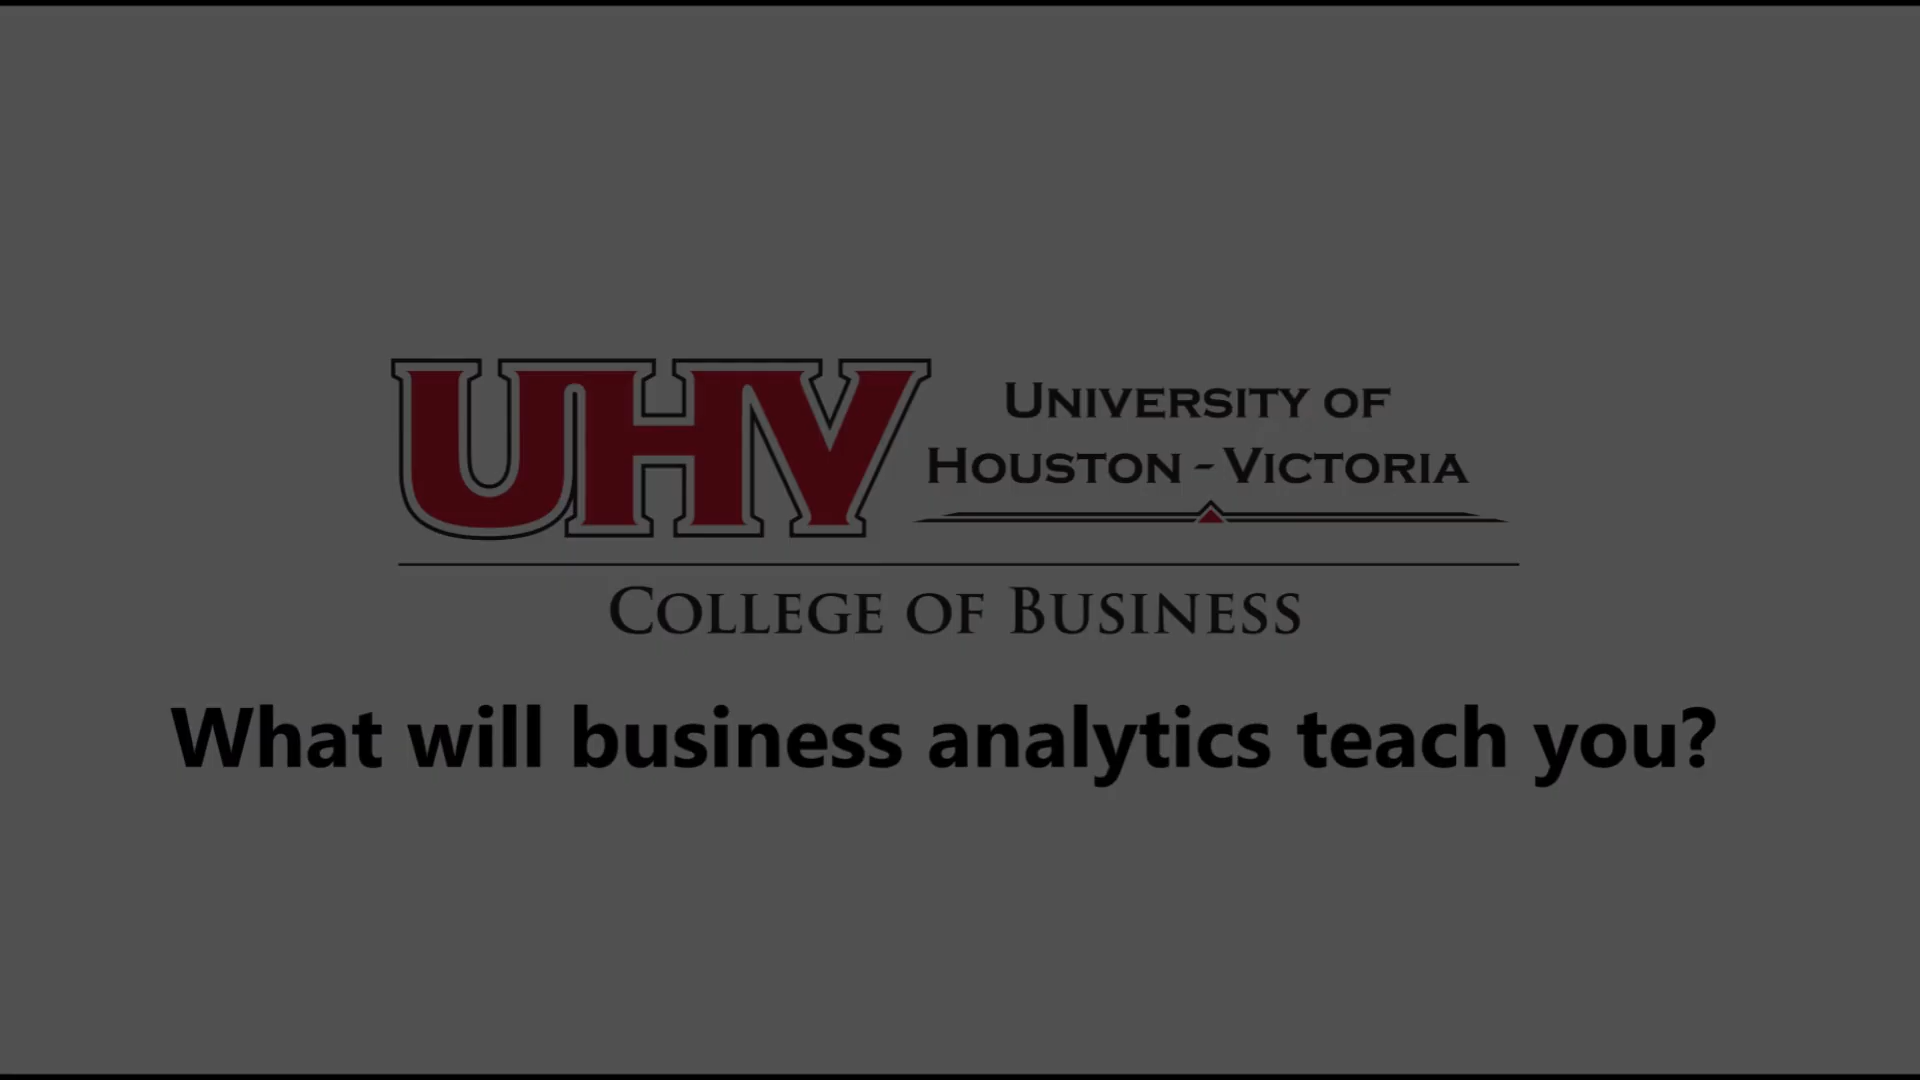 UHV
University of
Houston - Victoria
College of Business
What will business analytics teach you?